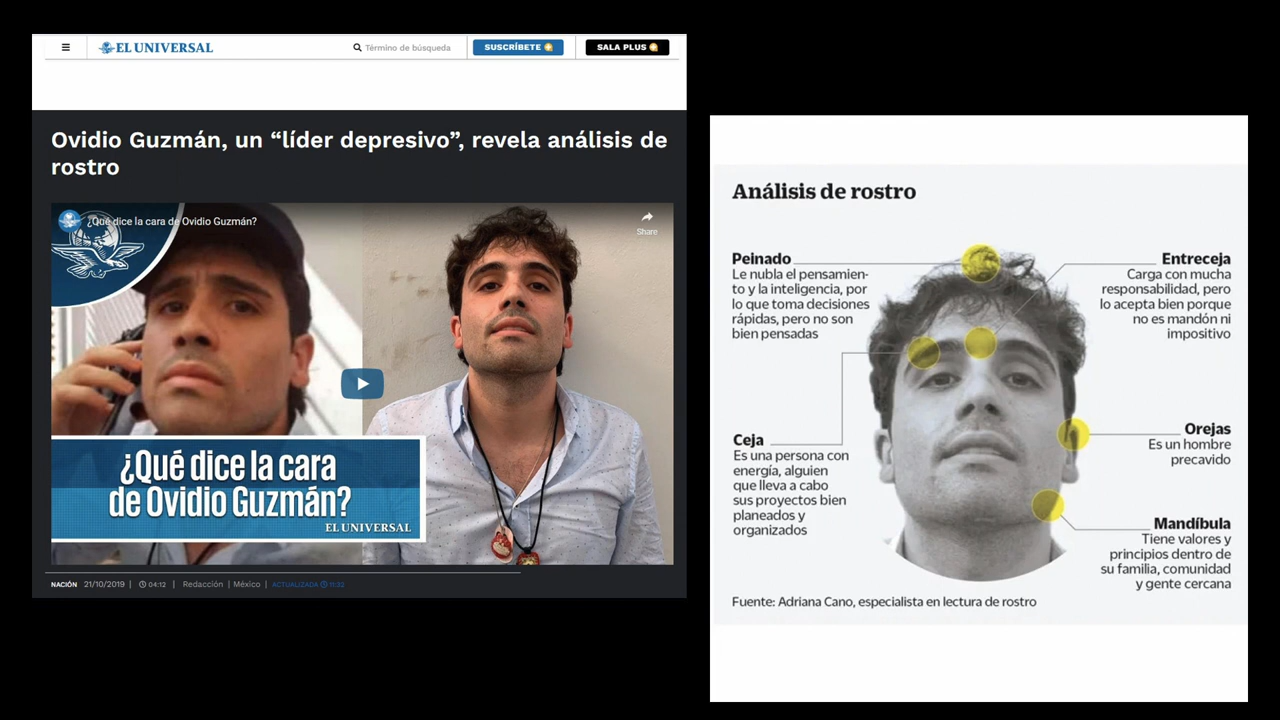 EL UNIVERSAL
Término de búsqueda
SUSCRÍBETE
SALA PLUS
Ovidio Guzmán, un “líder depresivo”, revela análisis de
rostro
¿Qué dice la cara de Ovidio Guzmán?
Share
¿Qué dice la cara
de Ovidio Guzmán?
EL UNIVERSAL
NACIÓN 21/10/2019 | 04:12 | Redacción | México | ACTUALIZADA 11:32
Análisis de rostro
Peinado
Le nubla el pensamien-
to y la inteligencia, por
lo que toma decisiones
rápidas, pero no son
bien pensadas
Entreceja
Carga con mucha
responsabilidad, pero
lo acepta bien porque
no es mandón ni
impositivo
Ceja
Es una persona con
energía, alguien
que lleva a cabo
sus proyectos bien
planeados y
organizados
Orejas
Es un hombre
precavido
Mandíbula
Tiene valores y
principios dentro de
su familia, comunidad
y gente cercana
Fuente: Adriana Cano, especialista en lectura de rostro